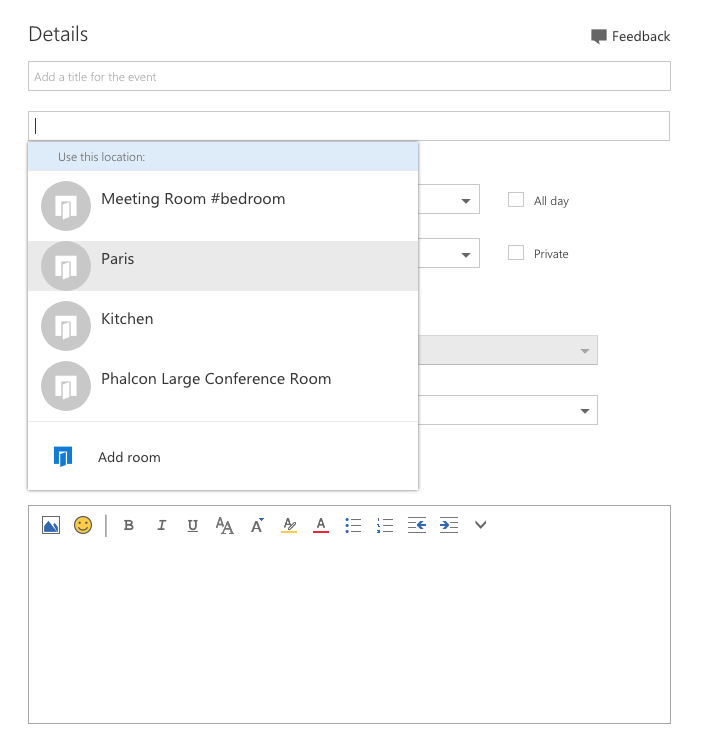 Details
Feedback
Add a title for the event
Use this location:
Meeting Room #bedroom
All day
Paris
Private
Kitchen
Phalcon Large Conference Room
Add room
B I U AA A A A